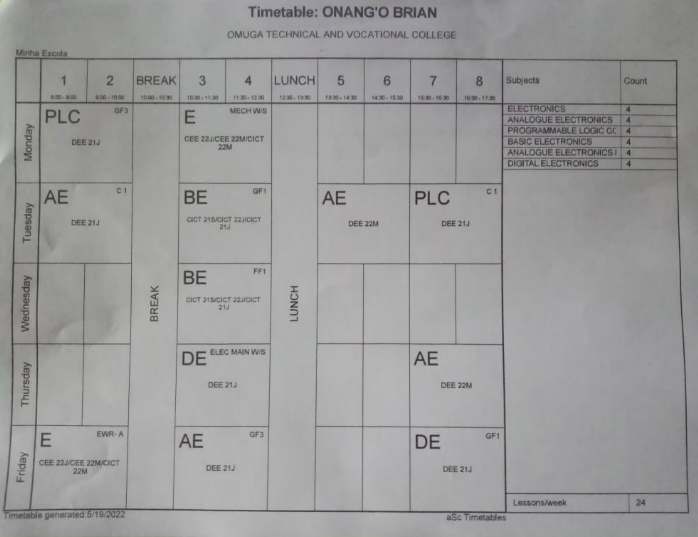 Timetable: ONANG'O BRIAN
OMUGA TECHNICAL AND VOCATIONAL COLLEGE
Minha Escola
1 2 BREAK 3 4 LUNCH 5 6 7 8 Subjects Count
8:00 - 9:00 9:00 - 10:00 10:00 - 10:30 10:30 - 11:30 11:30 - 12:30 12:30 - 13:30 13:30 - 14:30 14:30 - 15:30 15:30 - 16:30 16:30 - 17:30
Monday
PLC GF3
DEE 21J
E MECH W/S
CEE 22J/CEE 22M/CICT
22M
Tuesday
AE C 1
DEE 21J
BE GF1
CICT 21S/CICT 22J/CICT
21J
AE
DEE 22M
PLC C 1
DEE 21J
Wednesday
BREAK
BE FF1
CICT 21S/CICT 22J/CICT
21J
LUNCH
Thursday
DE ELEC MAIN W/S
DEE 21J
AE
DEE 22M
Friday
E EWR- A
CEE 22J/CEE 22M/CICT
22M
AE GF3
DEE 21J
DE GF1
DEE 21J
ELECTRONICS 4
ANALOGUE ELECTRONICS 4
PROGRAMMABLE LOGIC CC 4
BASIC ELECTRONICS 4
ANALOGUE ELECTRONICS I 4
DIGITAL ELECTRONICS 4
Lessons/week 24
Timetable generated 5/19/2022
aSc Timetables